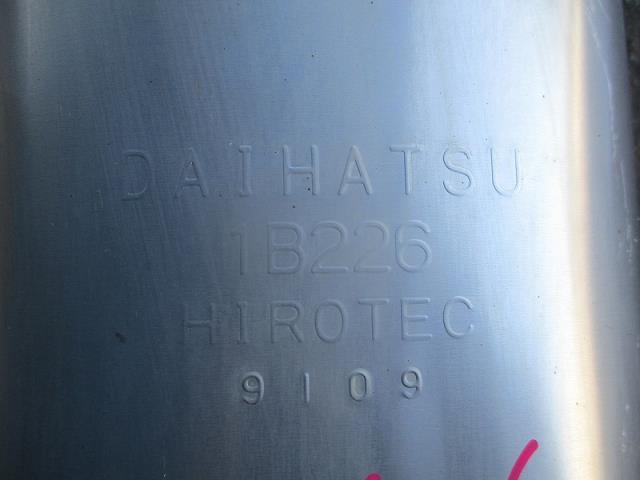 DAIHATSU
1B226
HIROTEC
9109